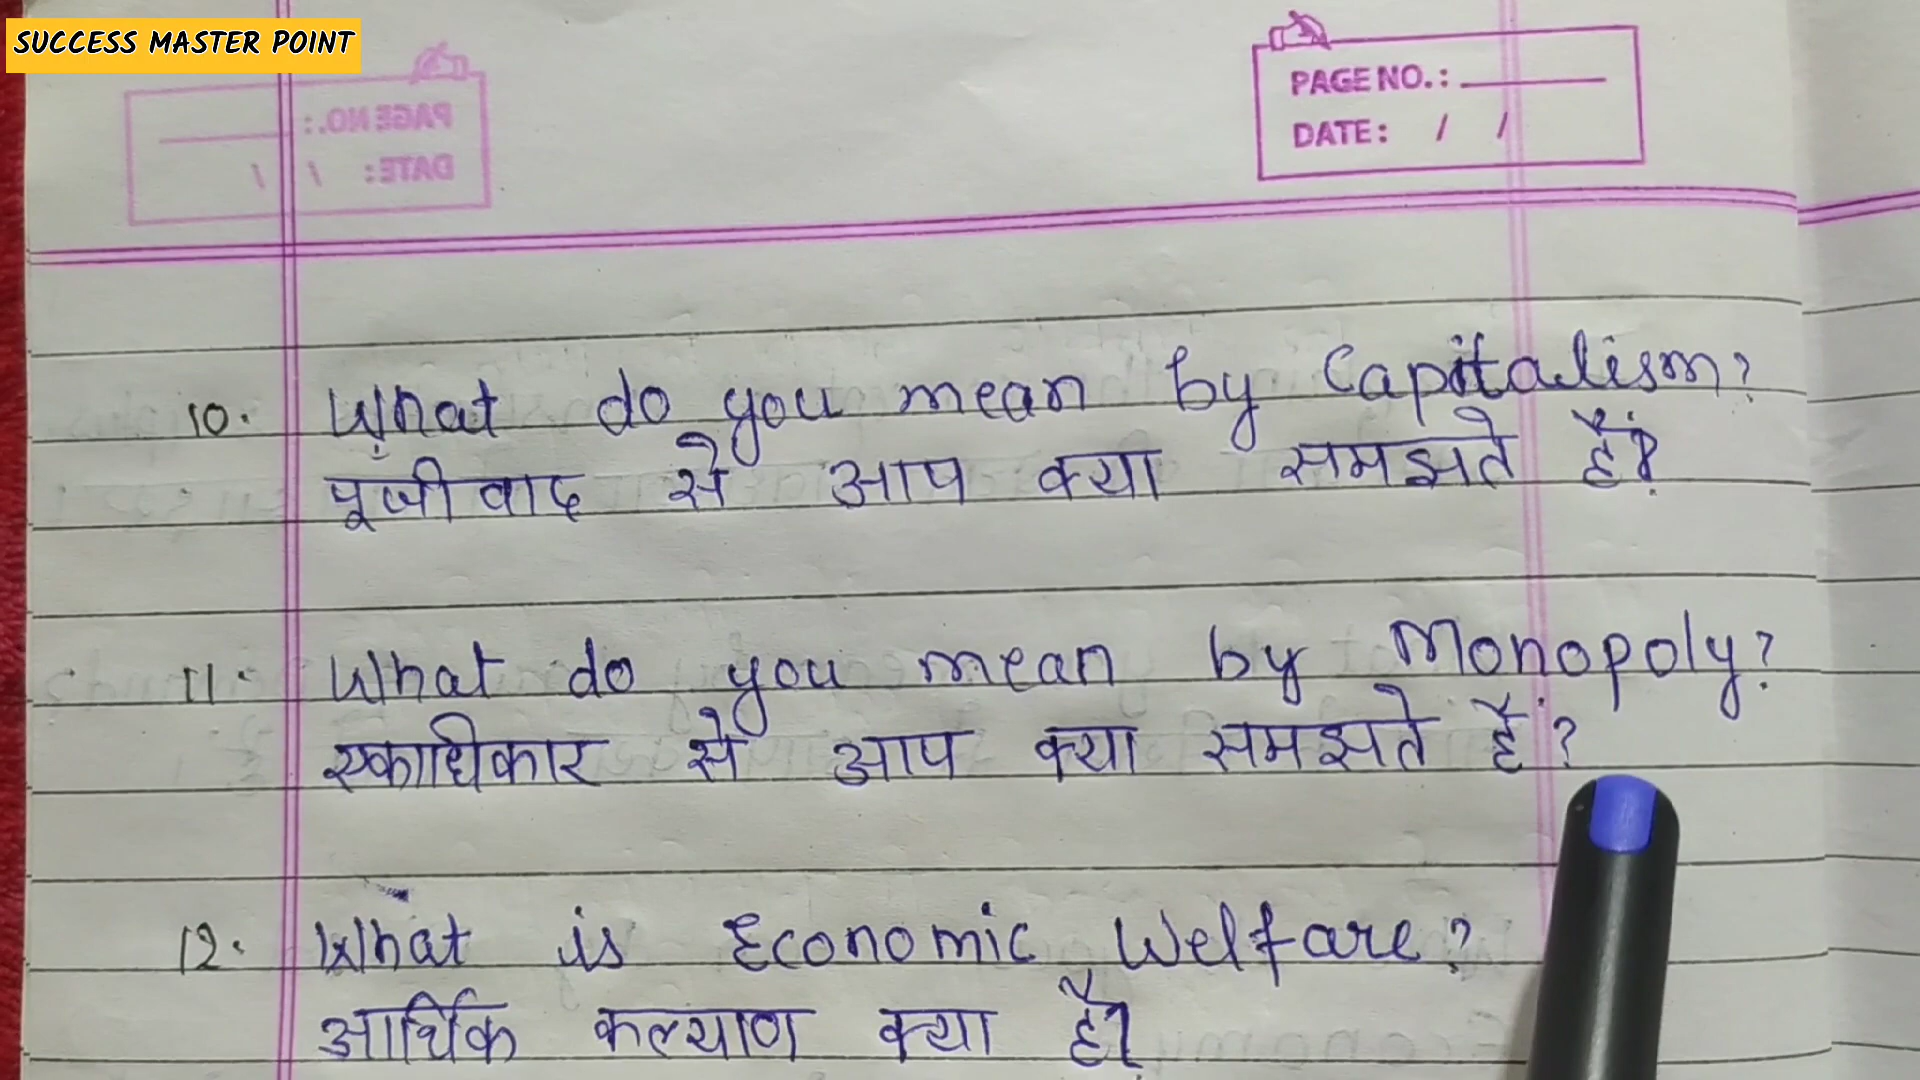 SUCCESS MASTER POINT
PAGE NO.:
DATE: / /
10. What do you mean by Capitalism?
पूंजीवाद से आप क्या समझते हैं?
11. What do you mean by Monopoly?
एकाधिकार से आप क्या समझते हैं?
12. What is Economic Welfare?
आर्थिक कल्याण क्या है?